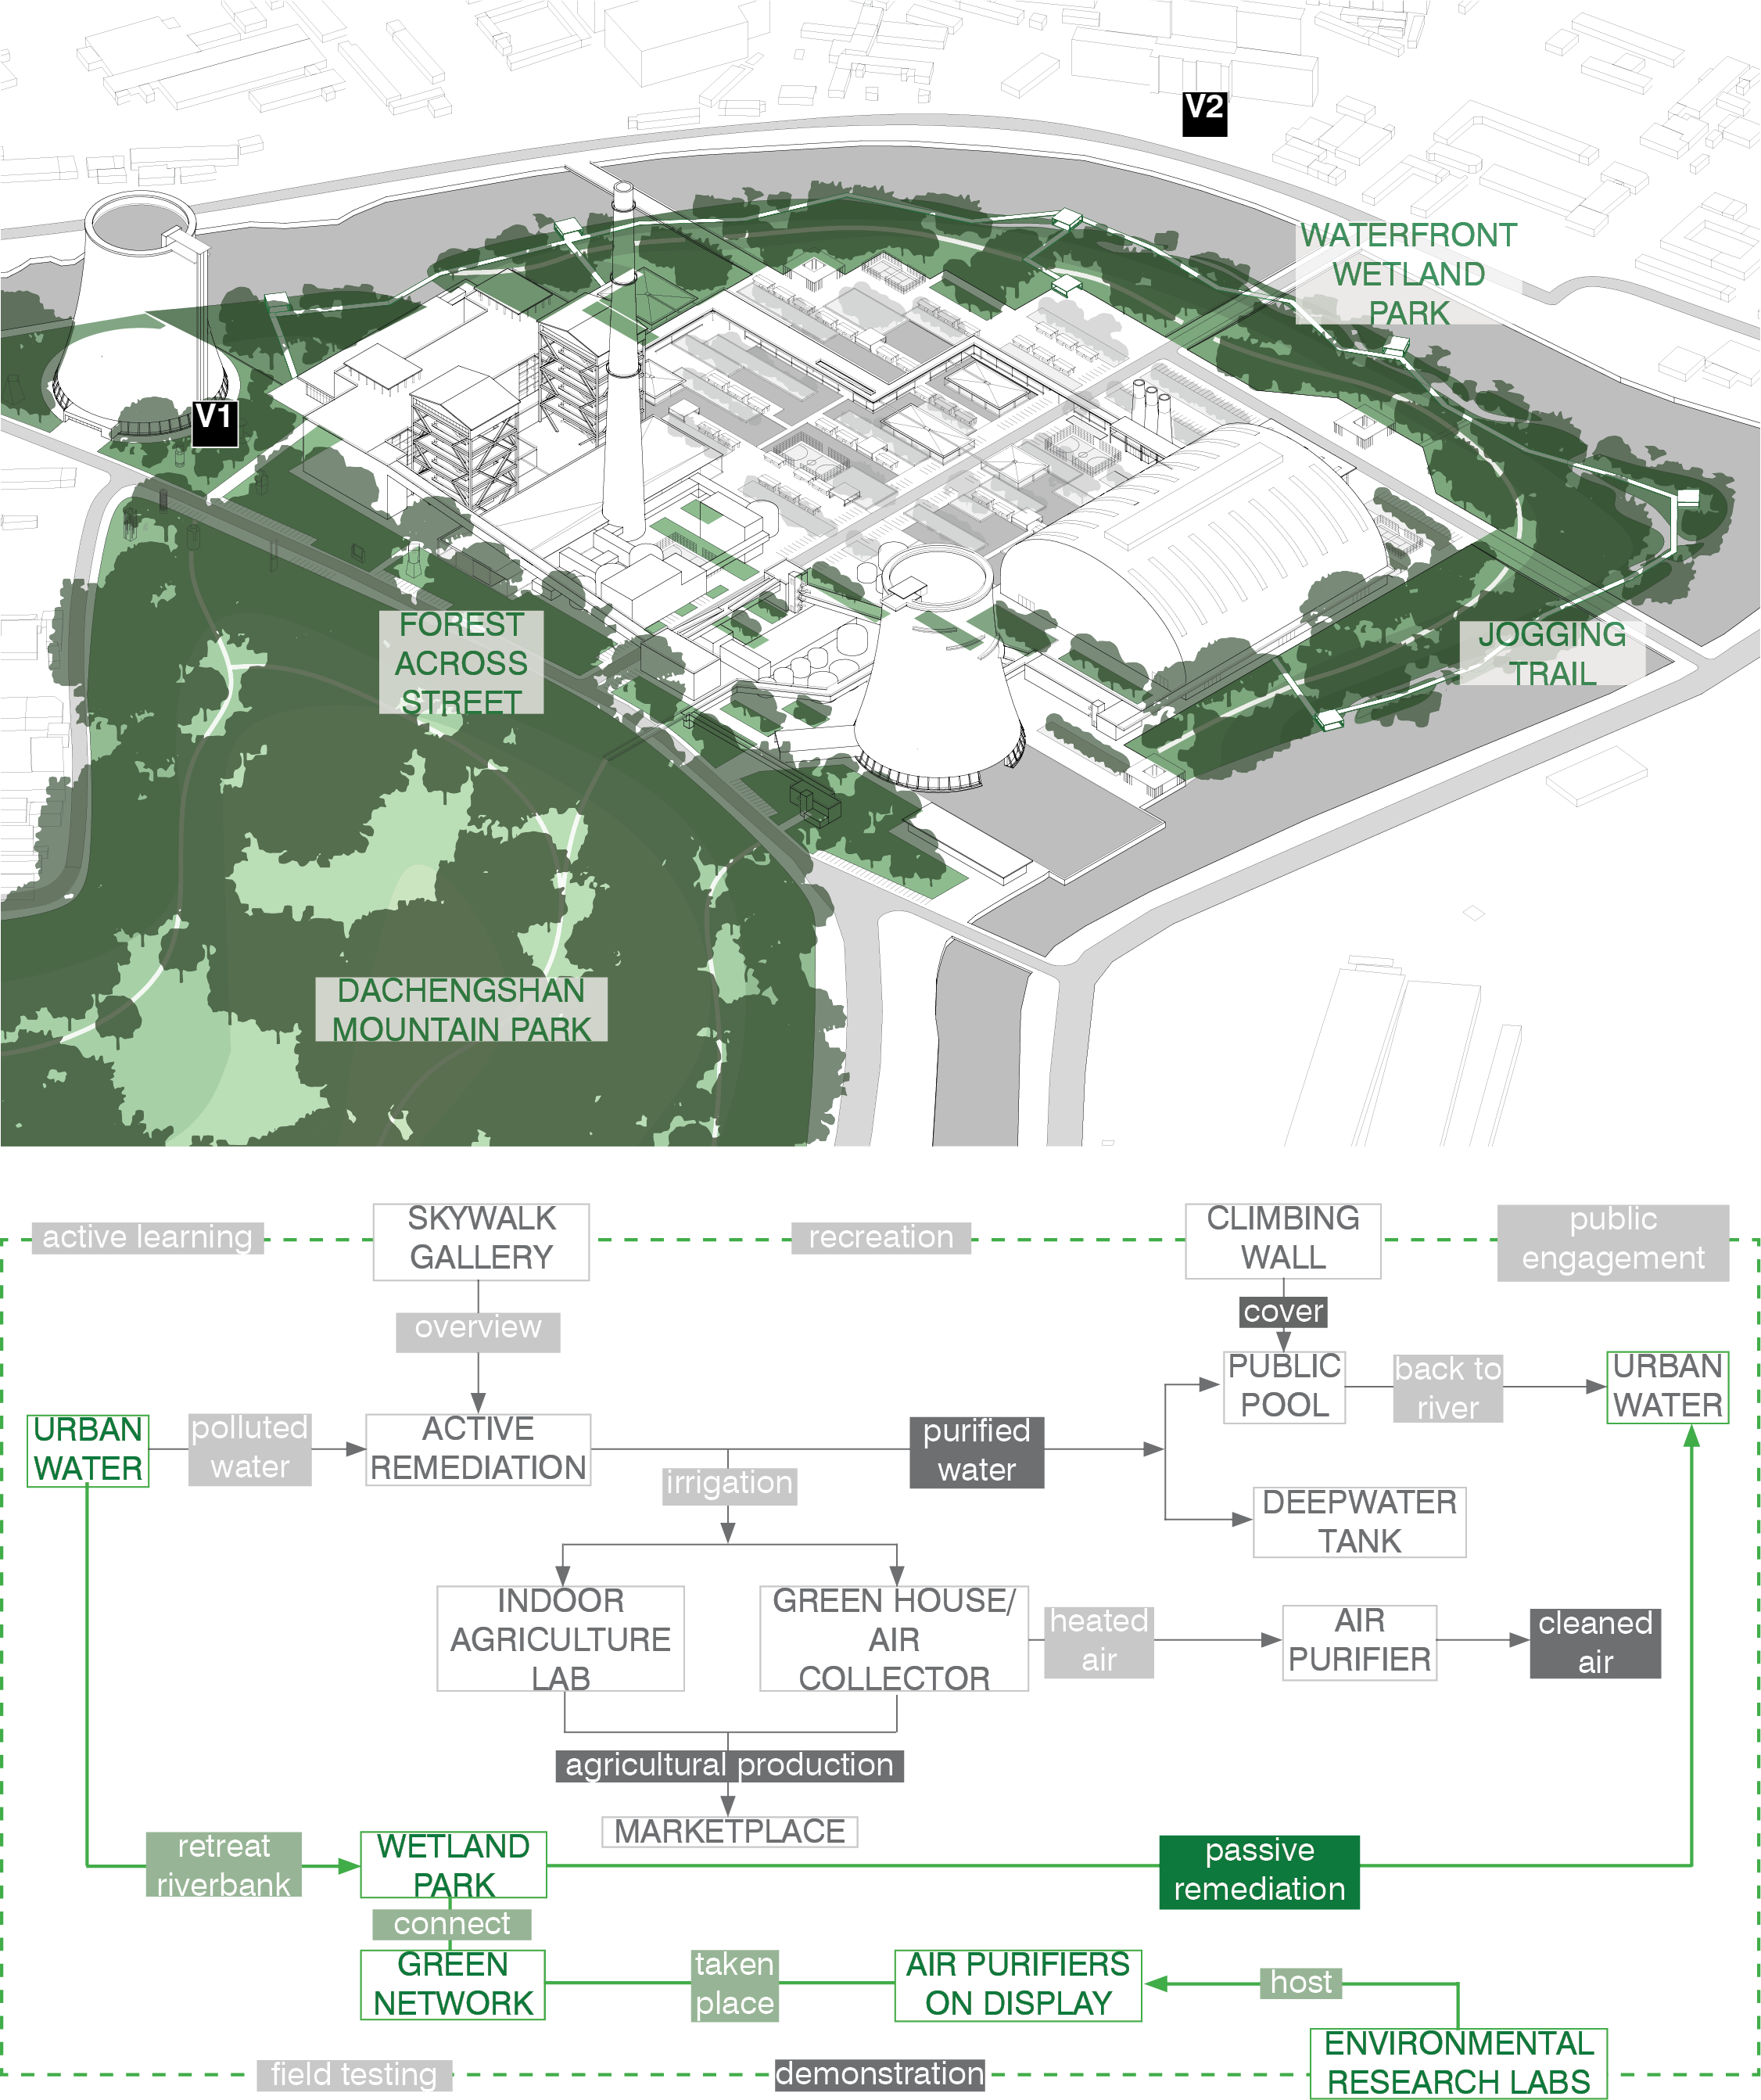 V2
WATERFRONT
WETLAND
PARK
V1
FOREST
ACROSS
STREET
JOGGING
TRAIL
DACHENGSHAN
MOUNTAIN PARK
active learning
SKYWALK
GALLERY
recreation
CLIMBING
WALL
public
engagement
overview
cover
PUBLIC
POOL
back to
river
URBAN
WATER
URBAN
WATER
polluted
water
ACTIVE
REMEDIATION
purified
water
irrigation
DEEPWATER
TANK
INDOOR
AGRICULTURE
LAB
GREEN HOUSE/
AIR
COLLECTOR
heated
air
AIR
PURIFIER
cleaned
air
agricultural production
MARKETPLACE
retreat
riverbank
WETLAND
PARK
passive
remediation
connect
GREEN
NETWORK
taken
place
AIR PURIFIERS
ON DISPLAY
host
ENVIRONMENTAL
RESEARCH LABS
field testing
demonstration